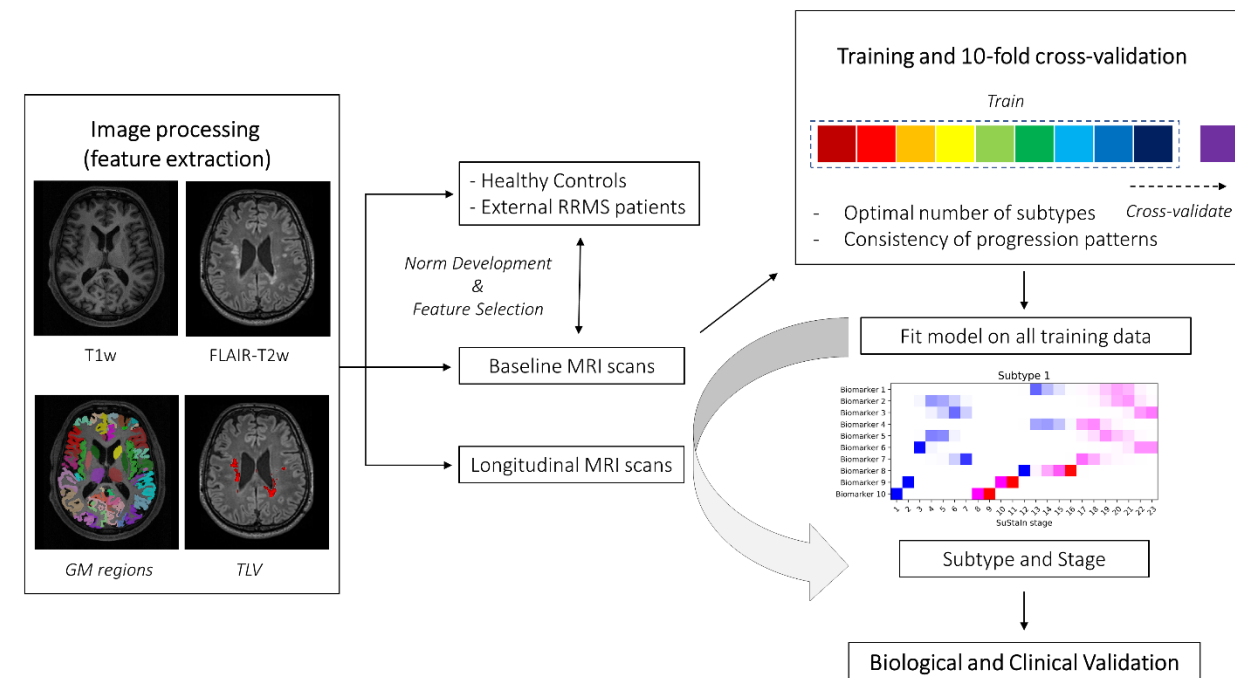 Image processing
(feature extraction)
T1w
FLAIR-T2w
GM regions
TLV
- Healthy Controls
- External RRMS patients
Norm Development
&
Feature Selection
Baseline MRI scans
Longitudinal MRI scans
Training and 10-fold cross-validation
Train
Cross-validate
- Optimal number of subtypes
- Consistency of progression patterns
Fit model on all training data
Subtype 1
Biomarker 1
Biomarker 2
Biomarker 3
Biomarker 4
Biomarker 5
Biomarker 6
Biomarker 7
Biomarker 8
Biomarker 9
Biomarker 10
1 2 3 4 5 6 7 8 9 10 11 12 13 14 15 16 17 18 19 20 21 22 23
SuStaIn stage
Subtype and Stage
Biological and Clinical Validation